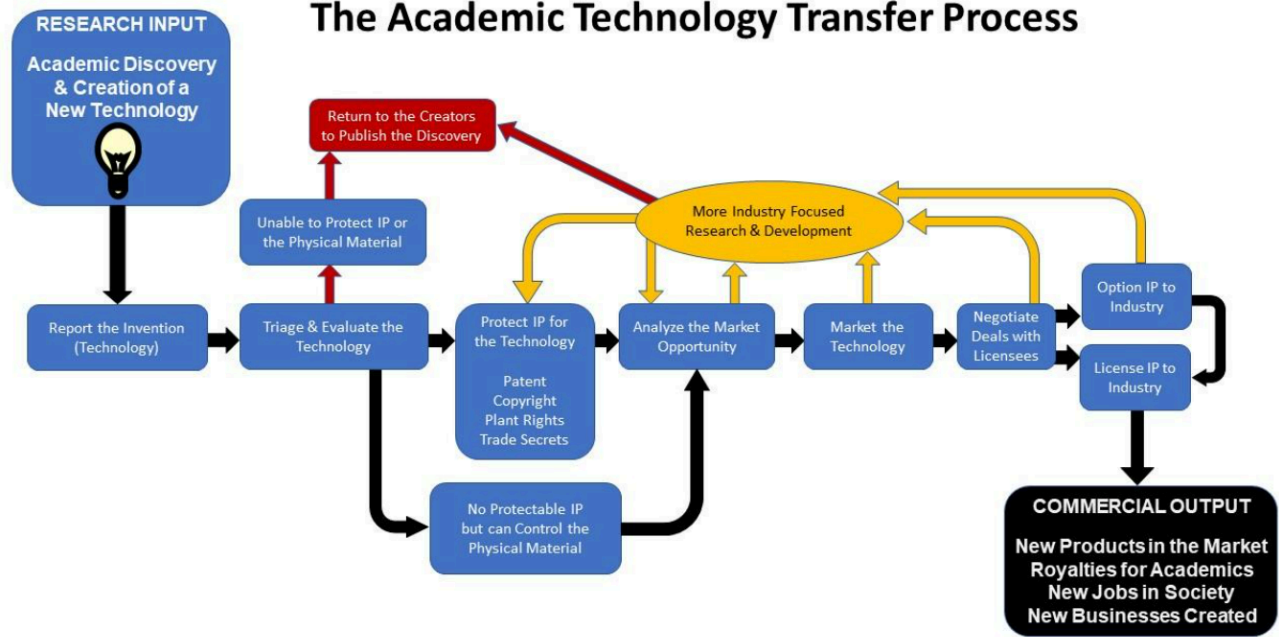 The Academic Technology Transfer Process
RESEARCH INPUT
Academic Discovery
& Creation of a
New Technology
Return to the Creators
to Publish the Discovery
Unable to Protect IP or
the Physical Material
More Industry Focused
Research & Development
Report the Invention
(Technology)
Triage & Evaluate the
Technology
Protect IP for
the Technology
Patent
Copyright
Plant Rights
Trade Secrets
Analyze the Market
Opportunity
Market the
Technology
Negotiate
Deals with
Licensees
Option IP to
Industry
License IP to
Industry
No Protectable IP
but can Control the
Physical Material
COMMERCIAL OUTPUT
New Products in the Market
Royalties for Academics
New Jobs in Society
New Businesses Created